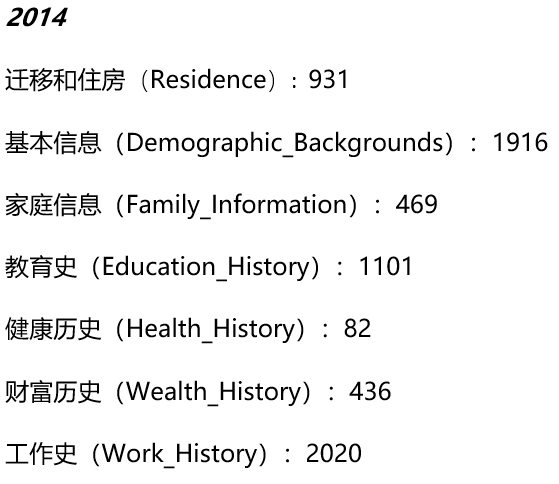 2014
迁移和住房（Residence）：931
基本信息（Demographic_Backgrounds）：1916
家庭信息（Family_Information）：469
教育史（Education_History）：1101
健康历史（Health_History）：82
财富历史（Wealth_History）：436
工作史（Work_History）：2020